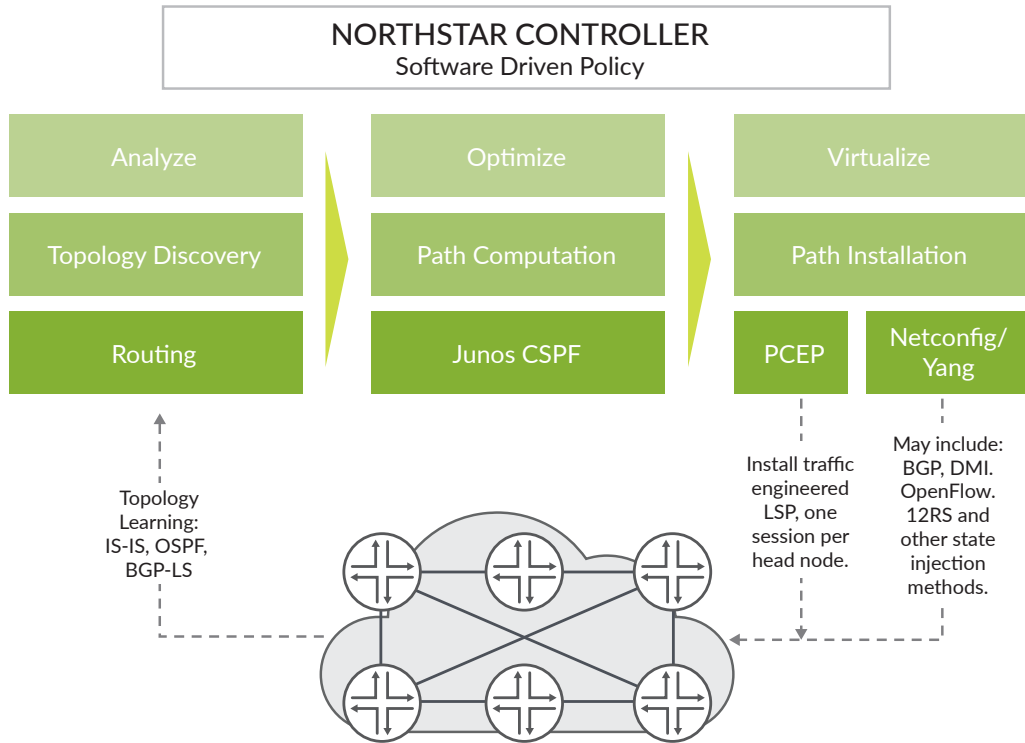 NORTHSTAR CONTROLLER
Software Driven Policy
Analyze
Optimize
Virtualize
Topology Discovery
Path Computation
Path Installation
Routing
Junos CSPF
PCEP
Netconfig/
Yang
Topology
Learning:
IS-IS, OSPF,
BGP-LS
Install traffic
engineered
LSP, one
session per
head node.
May include:
BGP, DMI.
OpenFlow.
12RS and
other state
injection
methods.